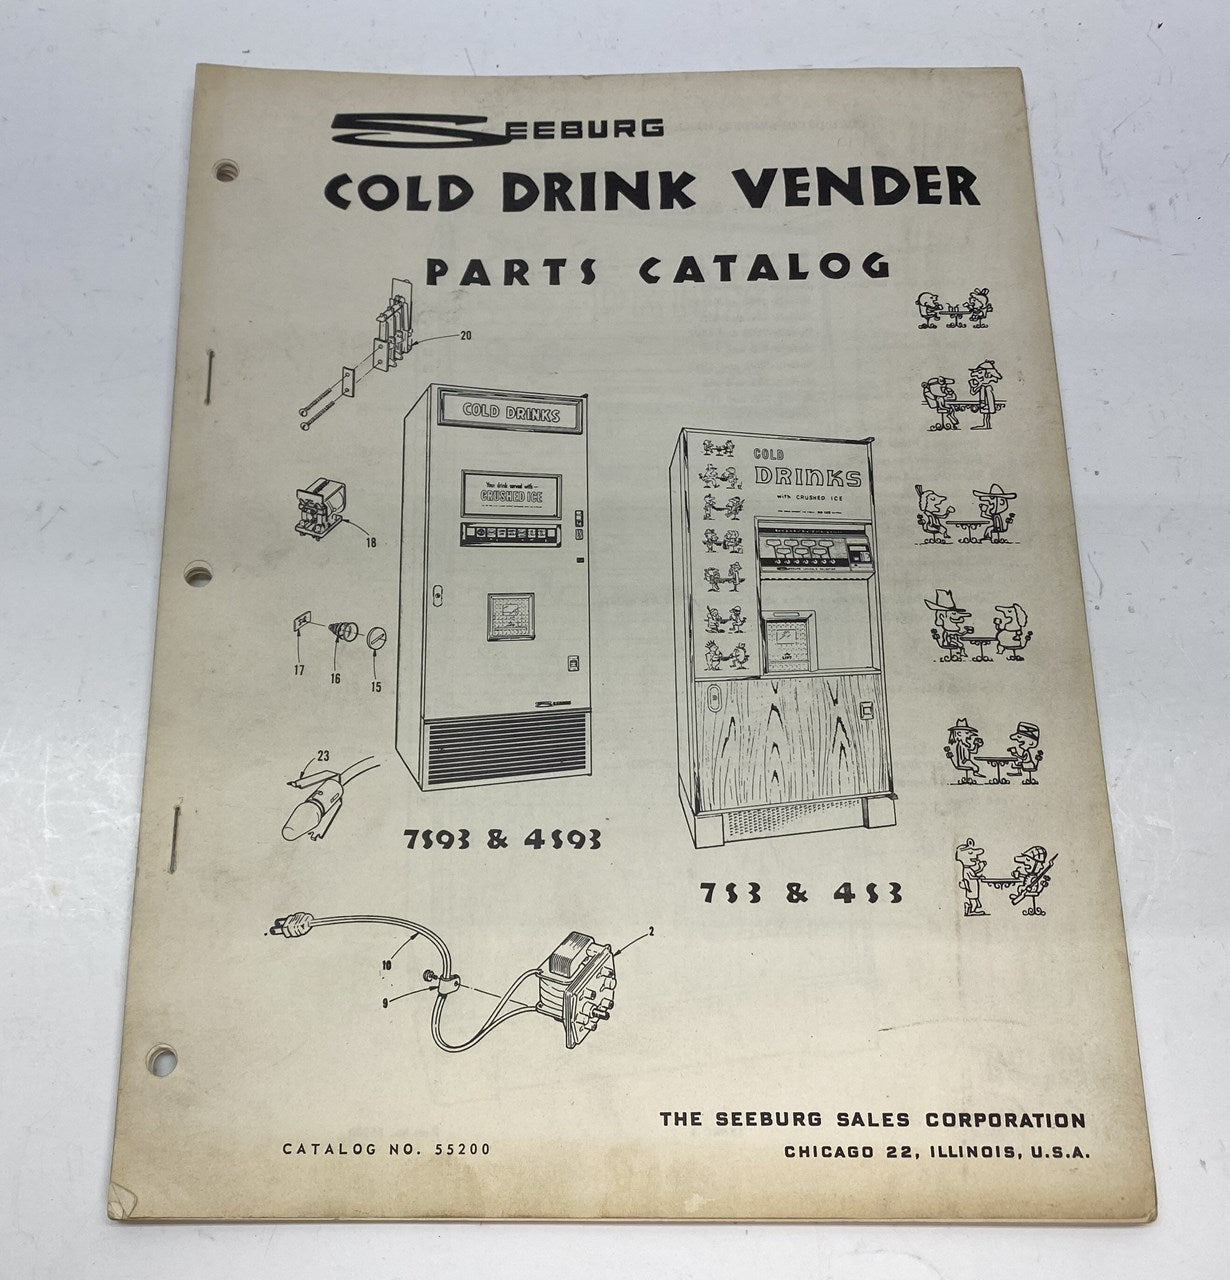 SEEBURG
COLD DRINK VENDER
PARTS CATALOG
20
COLD DRINKS
Your drink served with—
CRUSHED ICE
COLD
DRINKS
with CRUSHED ICE
18
17
16
15
23
7S93 & 4S93
7S3 & 4S3
2
10
9
THE SEEBURG SALES CORPORATION
CATALOG NO. 55200
CHICAGO 22, ILLINOIS, U.S.A.